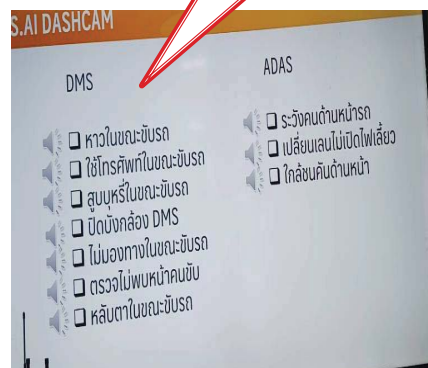 S.AI DASHCAM
DMS
หาวในขณะขับรถ
ใช้โทรศัพท์ในขณะขับรถ
สูบบุหรี่ในขณะขับรถ
ปิดบังกล้อง DMS
ไม่มองทางในขณะขับรถ
ตรวจไม่พบหน้าคนขับ
หลับตาในขณะขับรถ
ADAS
ระวังคนด้านหน้ารถ
เปลี่ยนเลนไม่เปิดไฟเลี้ยว
ใกล้ชนคันด้านหน้า